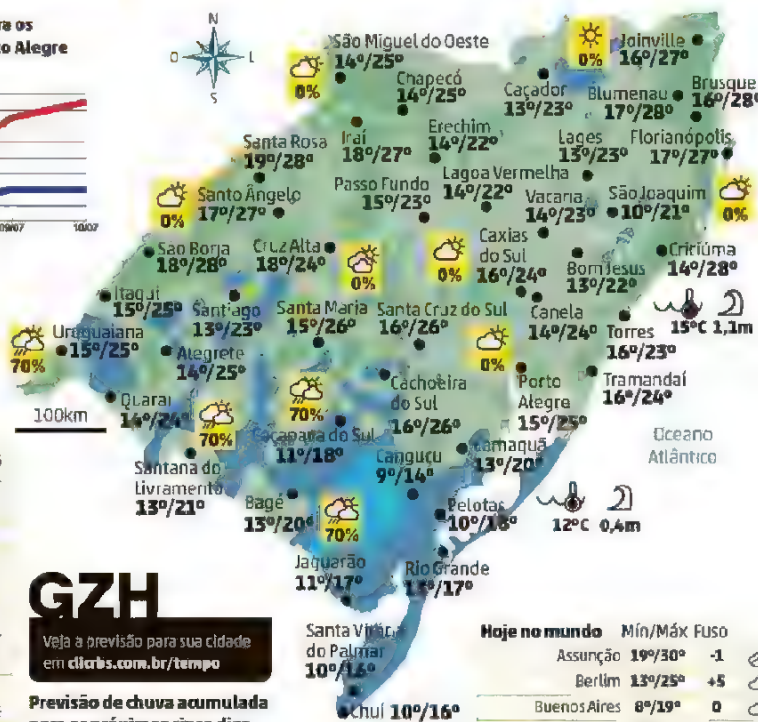 ra os
to Alegre
09/07
10/07
N
O
L
S
São Miguel do Oeste
14º/25º
0%
Chapecó
14º/25º
Caçador
13º/23º
0%
Joinville
16º/27º
Blumenau
17º/28º
Brusque
16º/28º
Santa Rosa
19º/28º
Iraí
18º/27º
Erechim
14º/22º
Lages
13º/23º
Florianópolis
17º/27º
0%
Santo Ângelo
17º/27º
Passo Fundo
15º/23º
Lagoa Vermelha
14º/22º
Vacaria
14º/23º
São Joaquim
10º/21º
0%
São Borja
18º/28º
Cruz Alta
18º/24º
0%
0%
Caxias
do Sul
16º/24º
Bom Jesus
13º/22º
Criciúma
14º/28º
Itaqui
15º/25º
Santiago
13º/23º
Santa Maria
15º/26º
Santa Cruz do Sul
16º/26º
Canela
14º/24º
Torres
16º/23º
15ºC 1,1m
70%
Uruguaiana
15º/25º
Alegrete
14º/25º
0%
Cachoeira
do Sul
16º/26º
Porto
Alegre
15º/25º
Tramandaí
16º/24º
Quaraí
14º/24º
100km
70%
70%
Caçapava do Sul
11º/18º
Camaquã
13º/20º
Oceano
Atlântico
Santana do
Livramento
13º/21º
Canguçu
9º/14º
Bagé
13º/20º
70%
Pelotas
10º/18º
12ºC 0,4m
Jaguarão
11º/17º
Rio Grande
13º/17º
GZH
Veja a previsão para sua cidade
em clicrbs.com.br/tempo
Santa Vitória
do Palmar
10º/16º
Chuí 10º/16º
Hoje no mundo Mín/Máx Fuso
Assunção 19º/30º -1
Berlim 13º/25º +5
Buenos Aires 8º/19º 0
Previsão de chuva acumulada